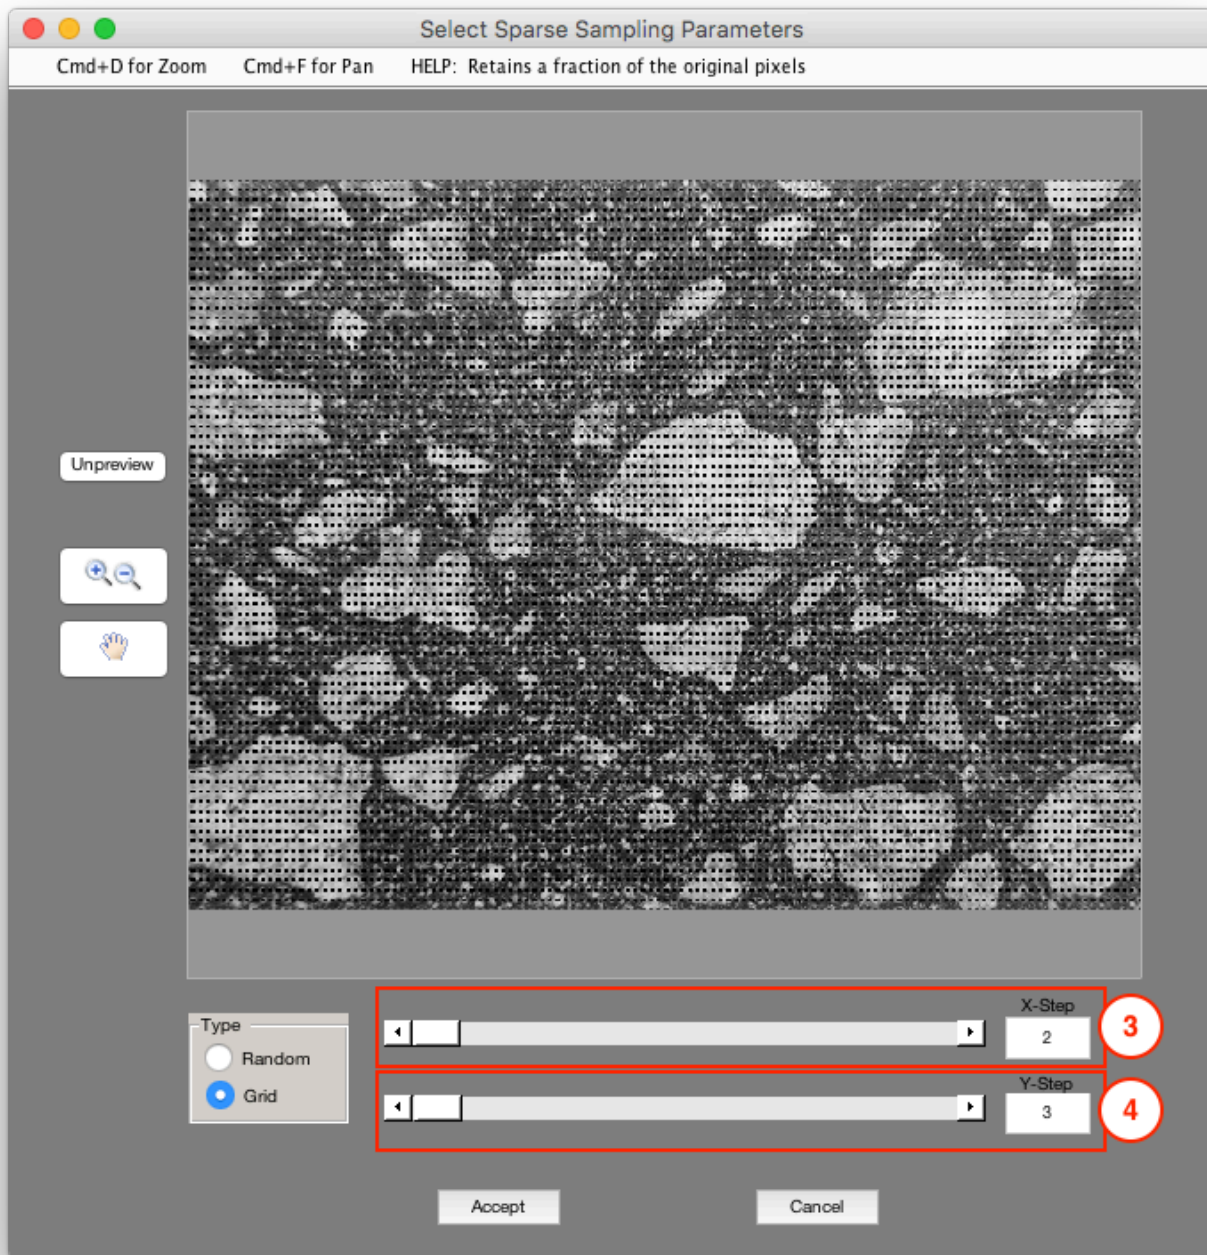 Select Sparse Sampling Parameters
Cmd+D for Zoom Cmd+F for Pan HELP: Retains a fraction of the original pixels
Unpreview
Type
Random
Grid
X-Step
2
3
Y-Step
3
4
Accept Cancel